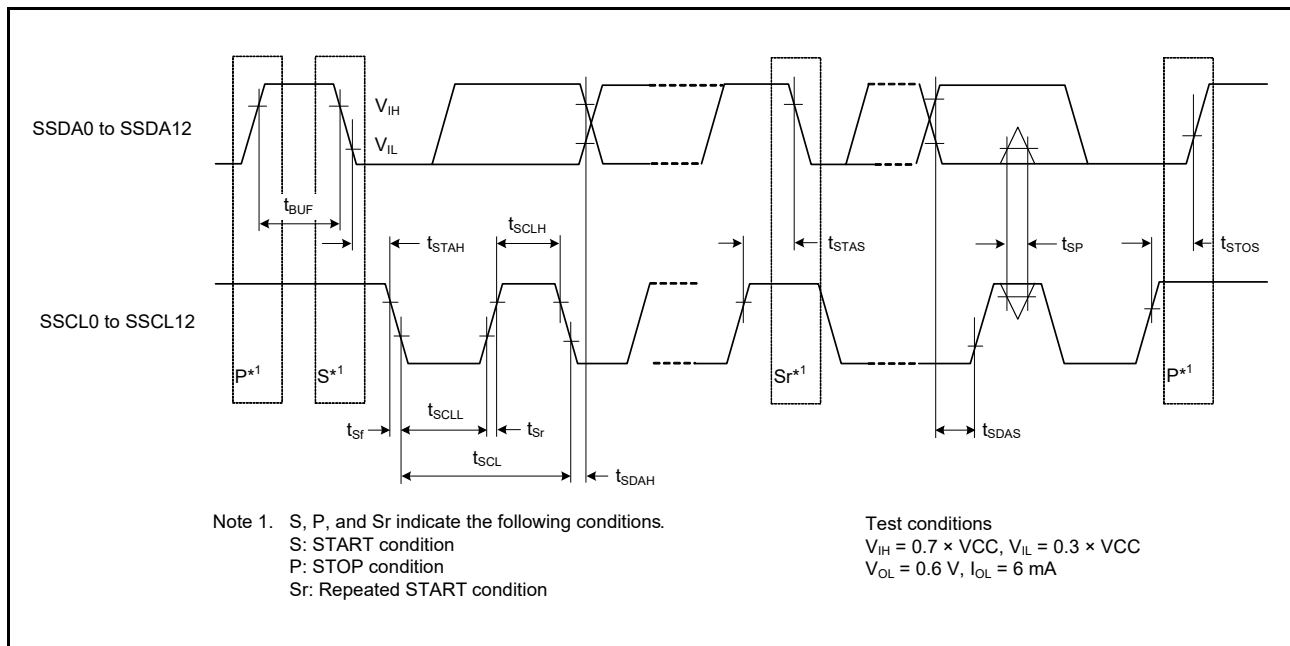 SSDA0 to SSDA12
V_IH
V_IL
t_BUF
t_STAH
t_SCLH
t_STAS
t_SP
t_STOS
SSCL0 to SSCL12
P*¹
S*¹
Sr*¹
P*¹
t_SCLL
t_Sf
t_Sr
t_SDAS
t_SCL
t_SDAH
Note 1. S, P, and Sr indicate the following conditions.
S: START condition
P: STOP condition
Sr: Repeated START condition
Test conditions
V_IH = 0.7 × VCC, V_IL = 0.3 × VCC
V_OL = 0.6 V, I_OL = 6 mA